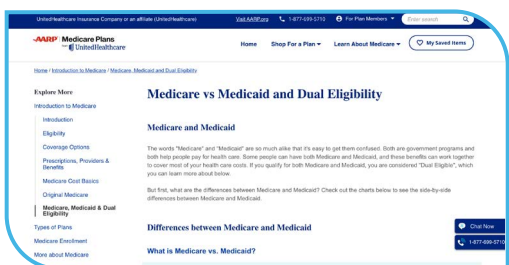 UnitedHealthcare Insurance Company or an affiliate (UnitedHealthcare)
Visit AARP.org
1-877-699-5710
For Plan Members
Enter search
AARP Medicare Plans
from UnitedHealthcare
Home
Shop For a Plan
Learn About Medicare
My Saved Items
Home / Introduction to Medicare / Medicare, Medicaid and Dual Eligibility
Explore More
Introduction to Medicare
Introduction
Eligibility
Coverage Options
Prescriptions, Providers &
Benefits
Medicare Cost Basics
Original Medicare
Medicare, Medicaid & Dual
Eligibility
Types of Plans
Medicare Enrollment
More about Medicare
Medicare vs Medicaid and Dual Eligibility
Medicare and Medicaid
The words "Medicare" and "Medicaid" are so much alike that it's easy to get them confused. Both are government programs and
both help people pay for health care. Some people can have both Medicare and Medicaid, and these benefits can work together
to cover most of your health care costs. If you qualify for both Medicare and Medicaid, you are considered "Dual Eligible", which
you can learn more about below.
But first, what are the differences between Medicare and Medicaid? Check out the charts below to see the side-by-side
differences between Medicare and Medicaid.
Differences between Medicare and Medicaid
What is Medicare vs. Medicaid?
Chat Now
1-877-699-5710